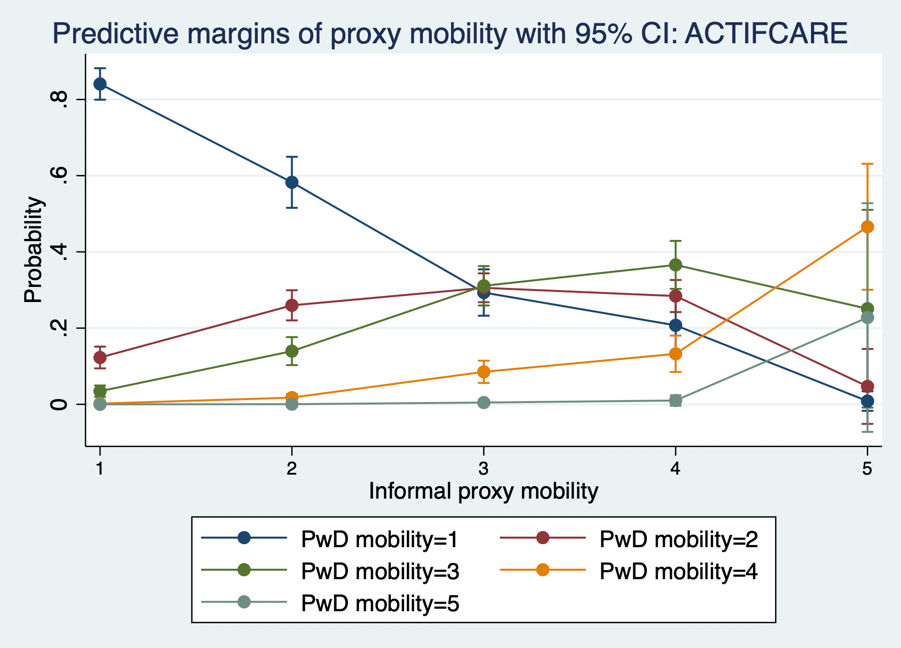 Predictive margins of proxy mobility with 95% CI: ACTIFCARE
Probability
.8
.6
.4
.2
0
1 2 3 4 5
Informal proxy mobility
PwD mobility=1 PwD mobility=2
PwD mobility=3 PwD mobility=4
PwD mobility=5